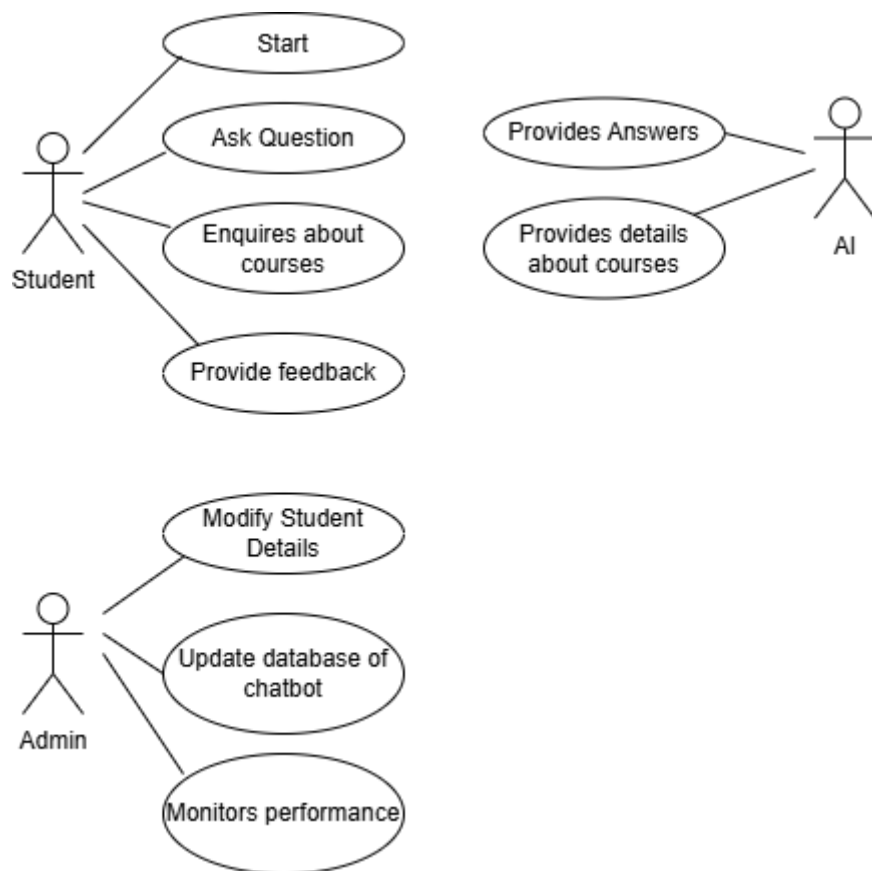 Start
Ask Question
Enquires about
courses
Provide feedback
Student
Provides Answers
Provides details
about courses
AI
Modify Student
Details
Update database of
chatbot
Monitors performance
Admin